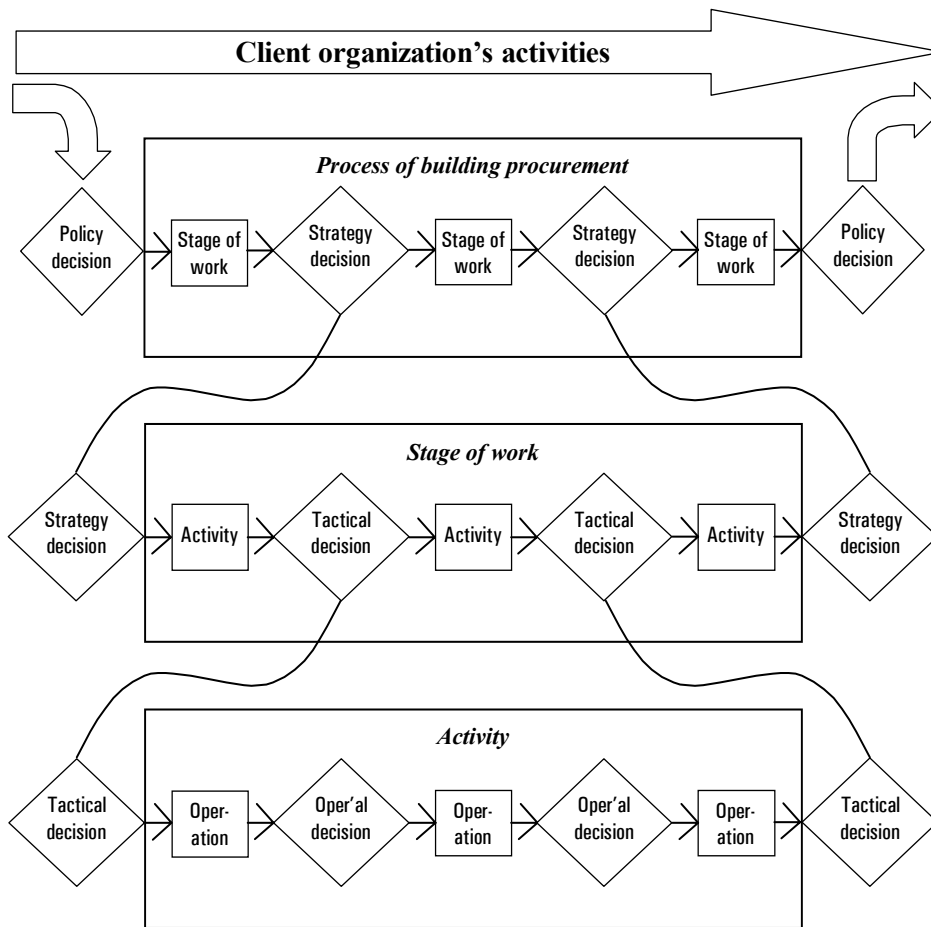 Client organization’s activities
Process of building procurement
Policy
decision
Stage of
work
Strategy
decision
Stage of
work
Strategy
decision
Stage of
work
Policy
decision
Stage of work
Strategy
decision
Activity
Tactical
decision
Activity
Tactical
decision
Activity
Strategy
decision
Activity
Tactical
decision
Oper-
ation
Oper’al
decision
Oper-
ation
Oper’al
decision
Oper-
ation
Tactical
decision